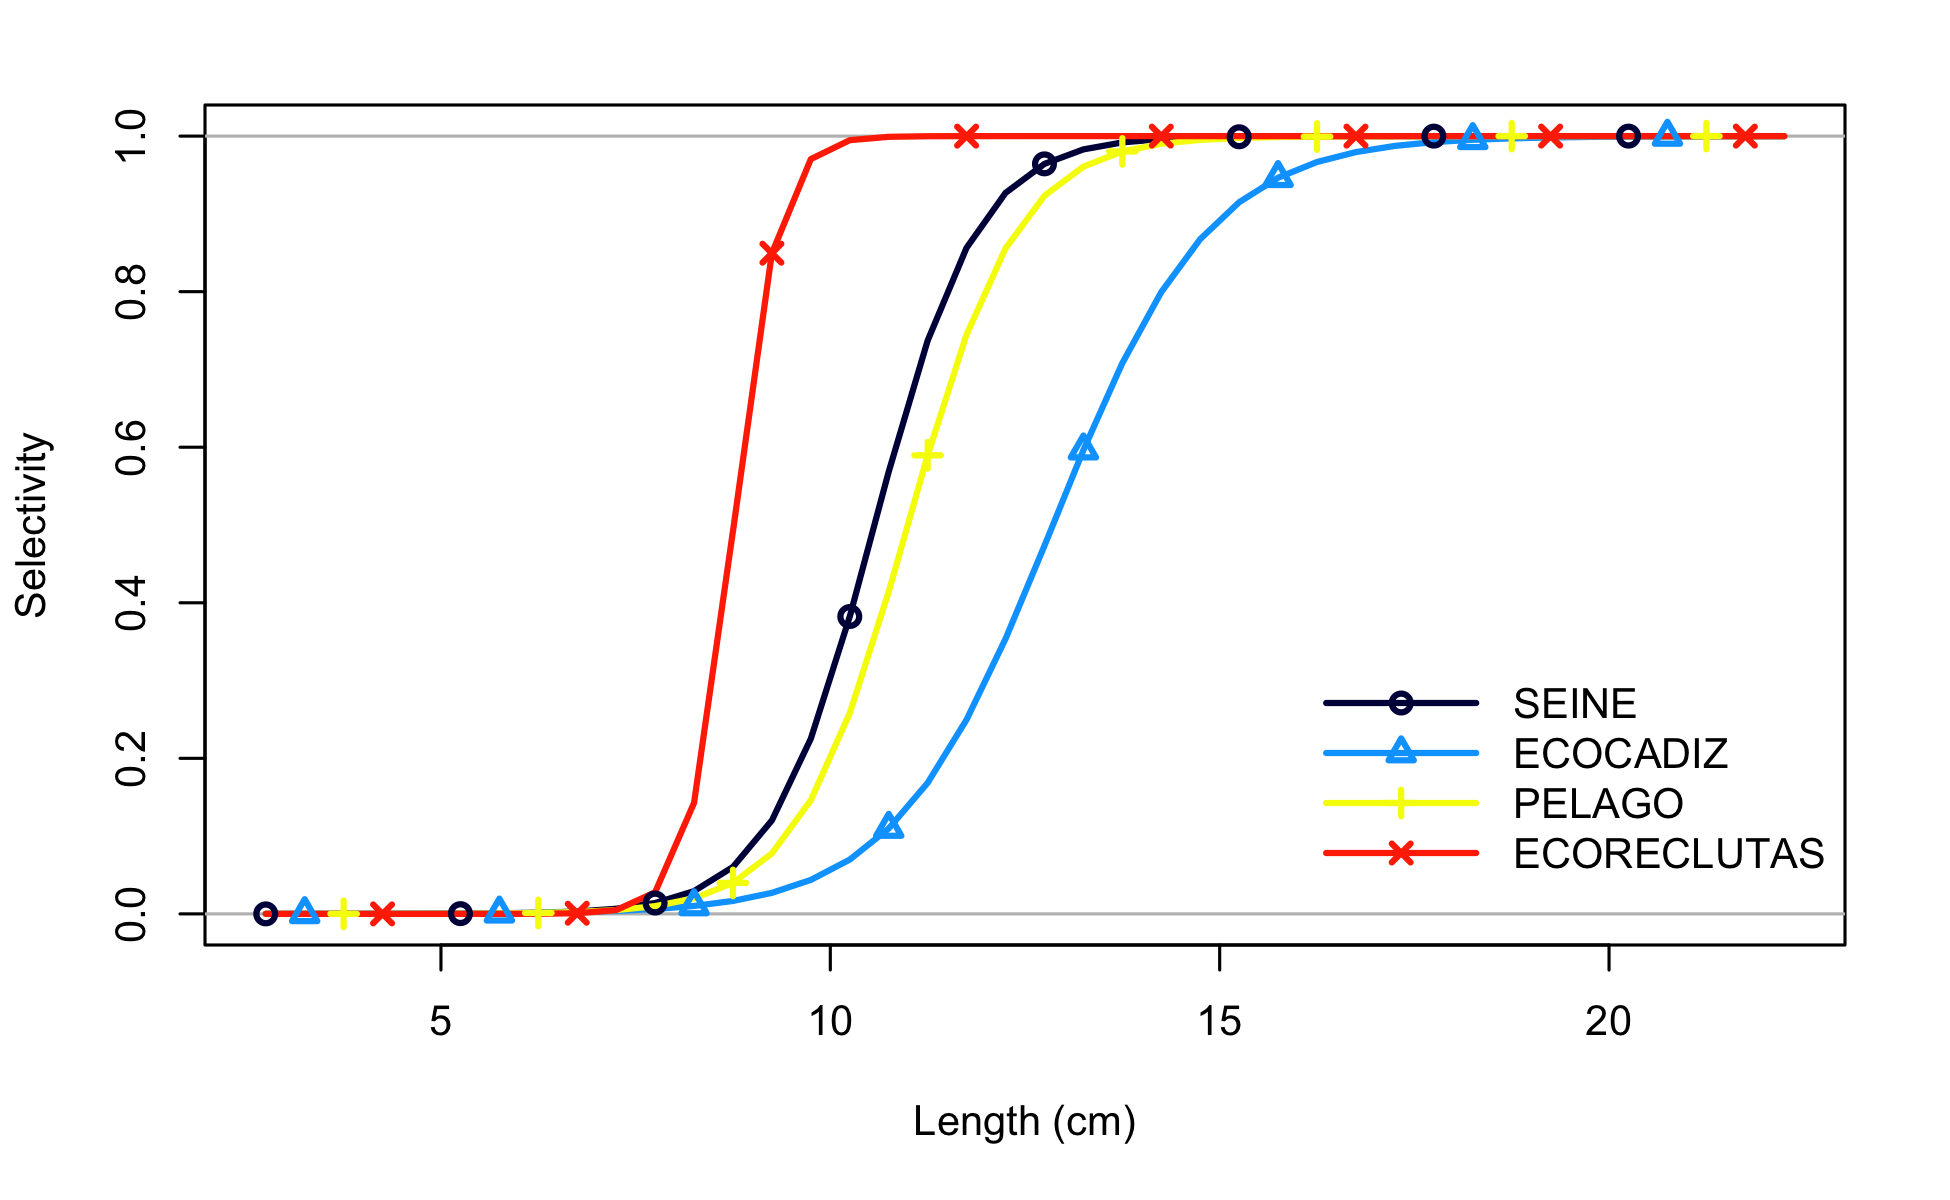 1.0
0.8
0.6
0.4
0.2
0.0
Selectivity
SEINE
ECOCADIZ
PELAGO
ECORECLUTAS
5 10 15 20
Length (cm)